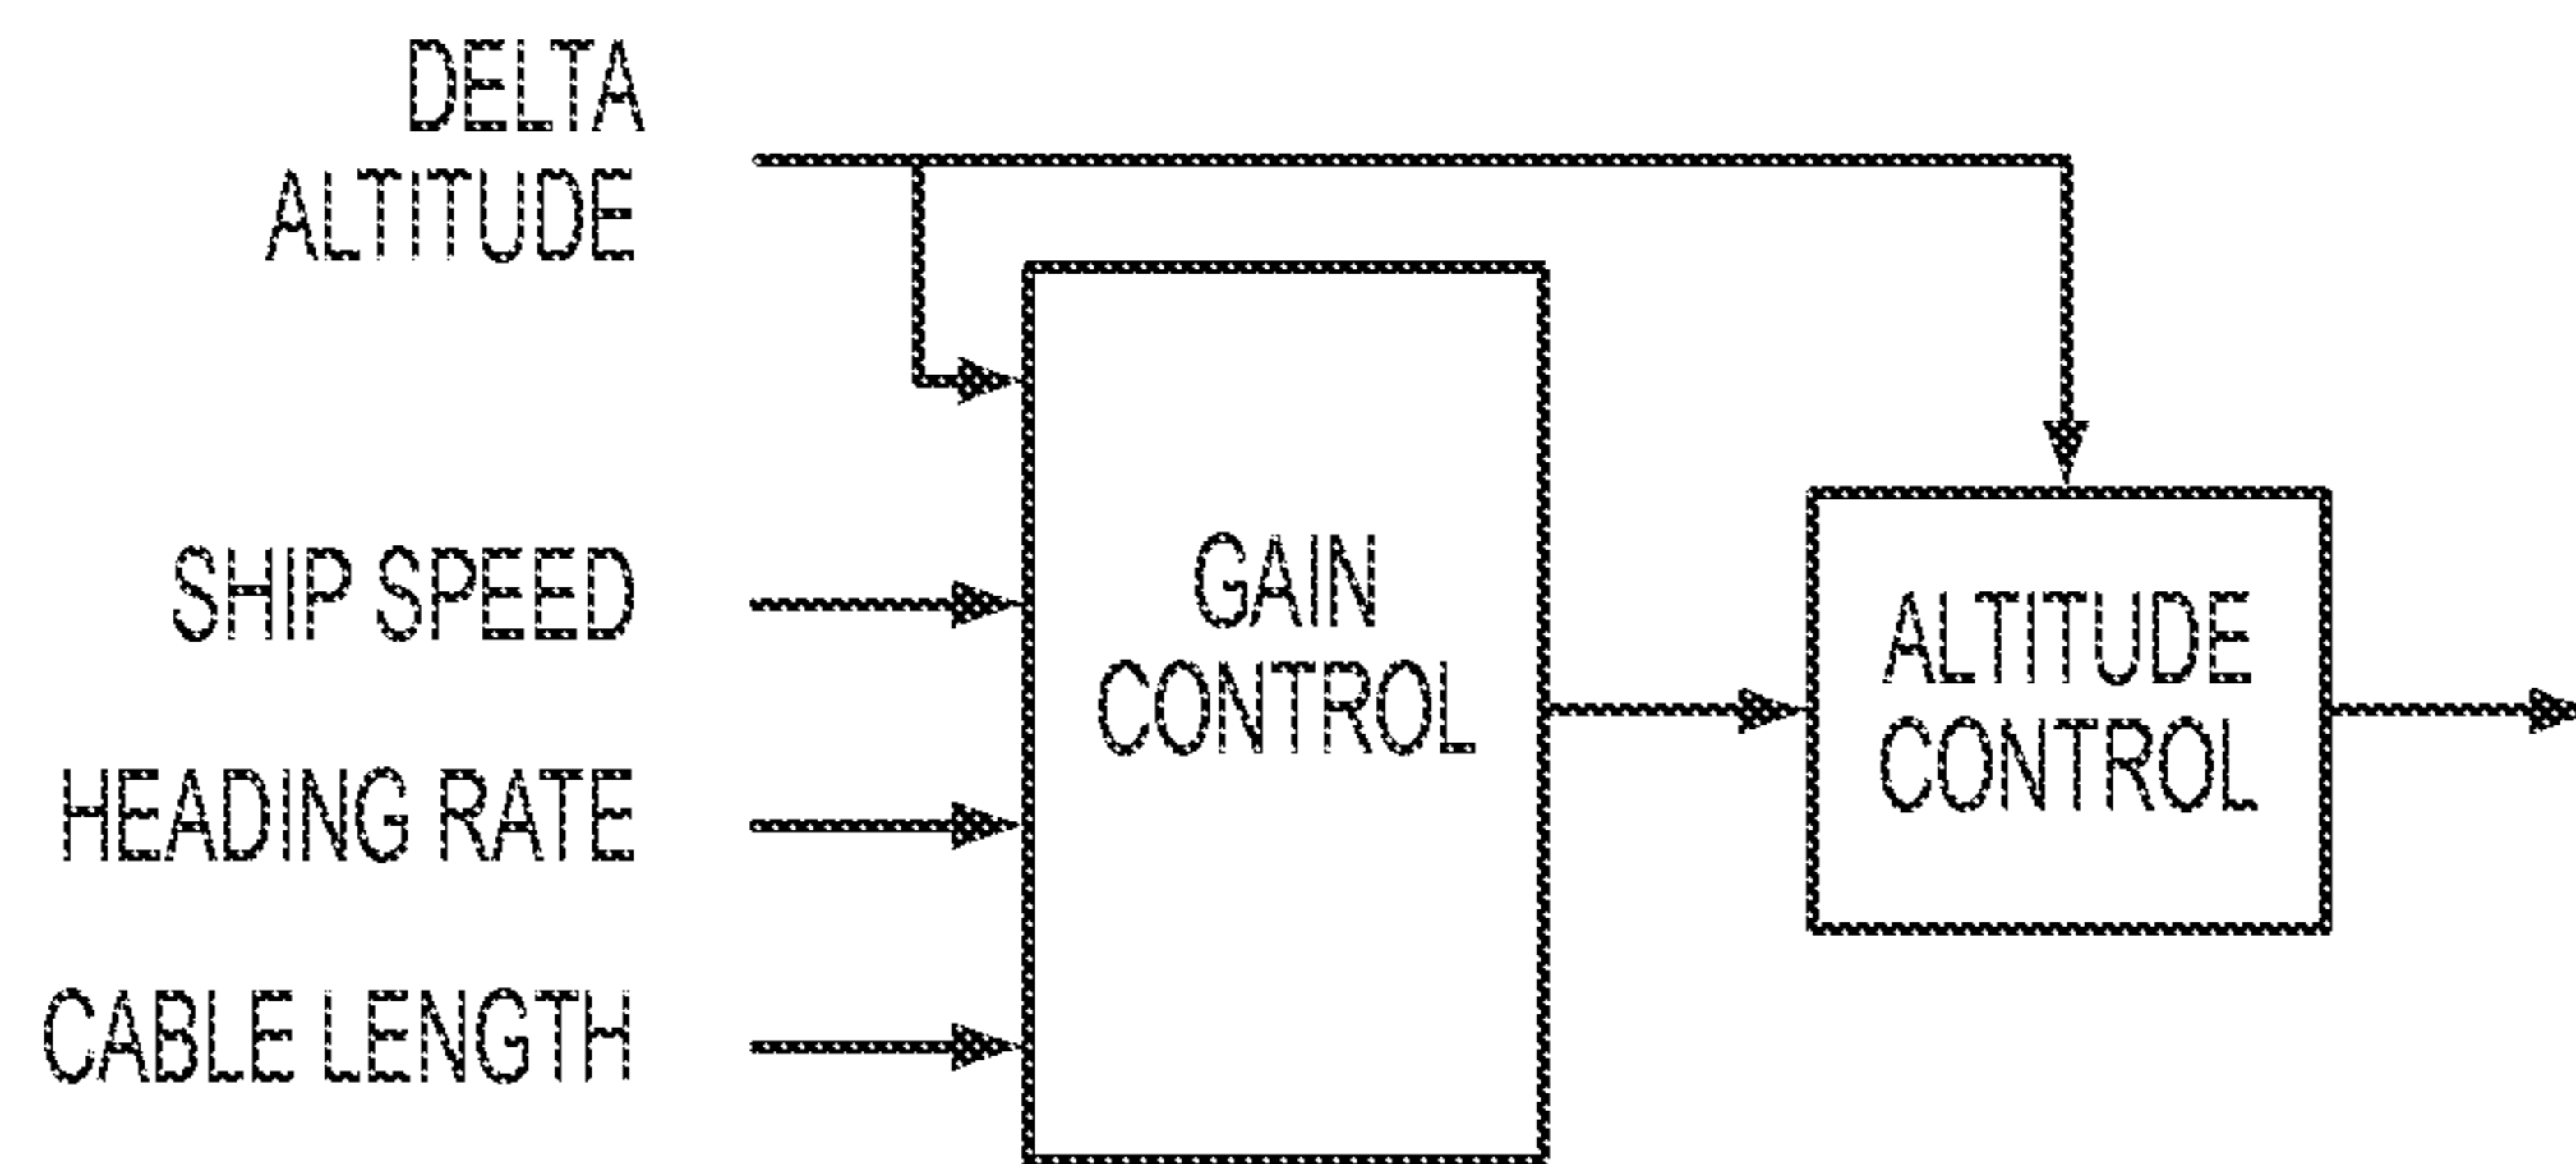 DELTA
ALTITUDE
SHIP SPEED
HEADING RATE
CABLE LENGTH
GAIN
CONTROL
ALTITUDE
CONTROL